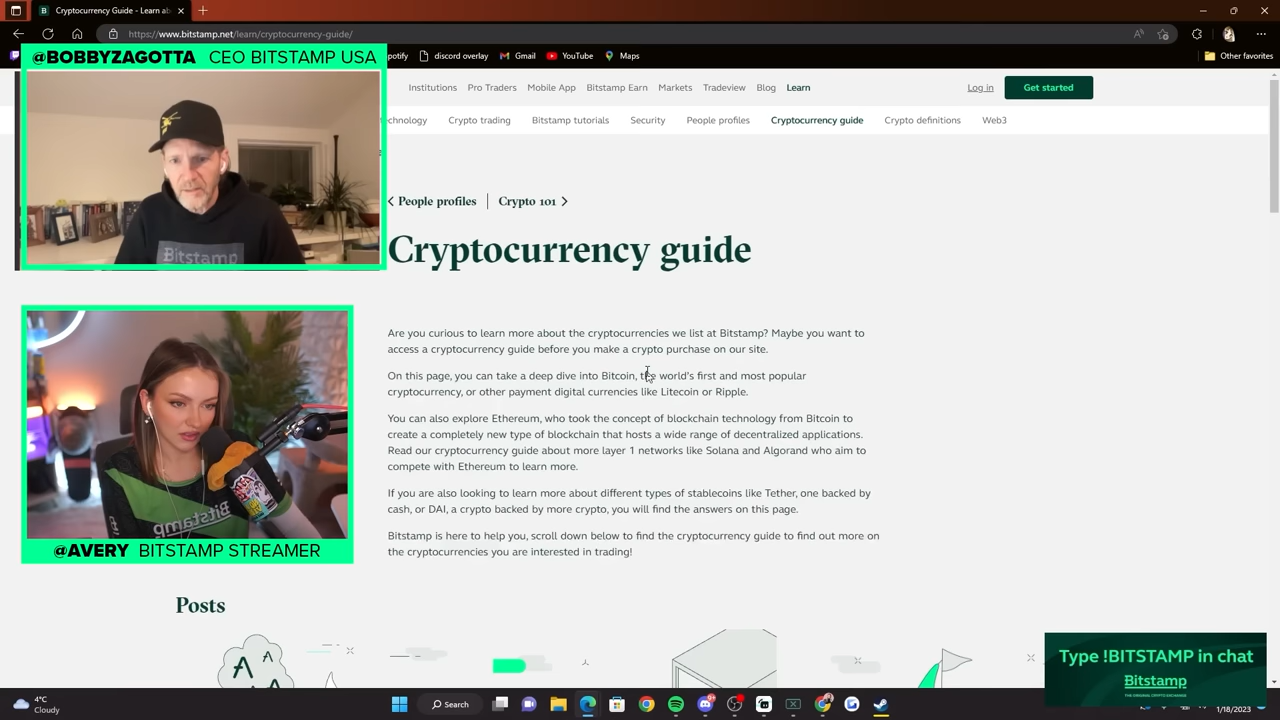 Cryptocurrency Guide - Learn ab
https://www.bitstamp.net/learn/cryptocurrency-guide/
potify
discord overlay
Gmail
YouTube
Maps
Other favorites
@BOBBYZAGOTTA CEO BITSTAMP USA
Institutions
Pro Traders
Mobile App
Bitstamp Earn
Markets
Tradeview
Blog
Learn
Log in
Get started
echnology
Crypto trading
Bitstamp tutorials
Security
People profiles
Cryptocurrency guide
Crypto definitions
Web3
Bitstamp
People profiles
Crypto 101
Cryptocurrency guide
Are you curious to learn more about the cryptocurrencies we list at Bitstamp? Maybe you want to
access a cryptocurrency guide before you make a crypto purchase on our site.
On this page, you can take a deep dive into Bitcoin, the world's first and most popular
cryptocurrency, or other payment digital currencies like Litecoin or Ripple.
You can also explore Ethereum, who took the concept of blockchain technology from Bitcoin to
create a completely new type of blockchain that hosts a wide range of decentralized applications.
Read our cryptocurrency guide about more layer 1 networks like Solana and Algorand who aim to
compete with Ethereum to learn more.
If you are also looking to learn more about different types of stablecoins like Tether, one backed by
cash, or DAI, a crypto backed by more crypto, you will find the answers on this page.
Bitstamp is here to help you, scroll down below to find the cryptocurrency guide to find out more on
the cryptocurrencies you are interested in trading!
Bitstamp
@AVERY BITSTAMP STREAMER
Posts
Type !BITSTAMP in chat
Bitstamp
THE ORIGINAL CRYPTO EXCHANGE
4°C
Cloudy
Search
1/18/2023